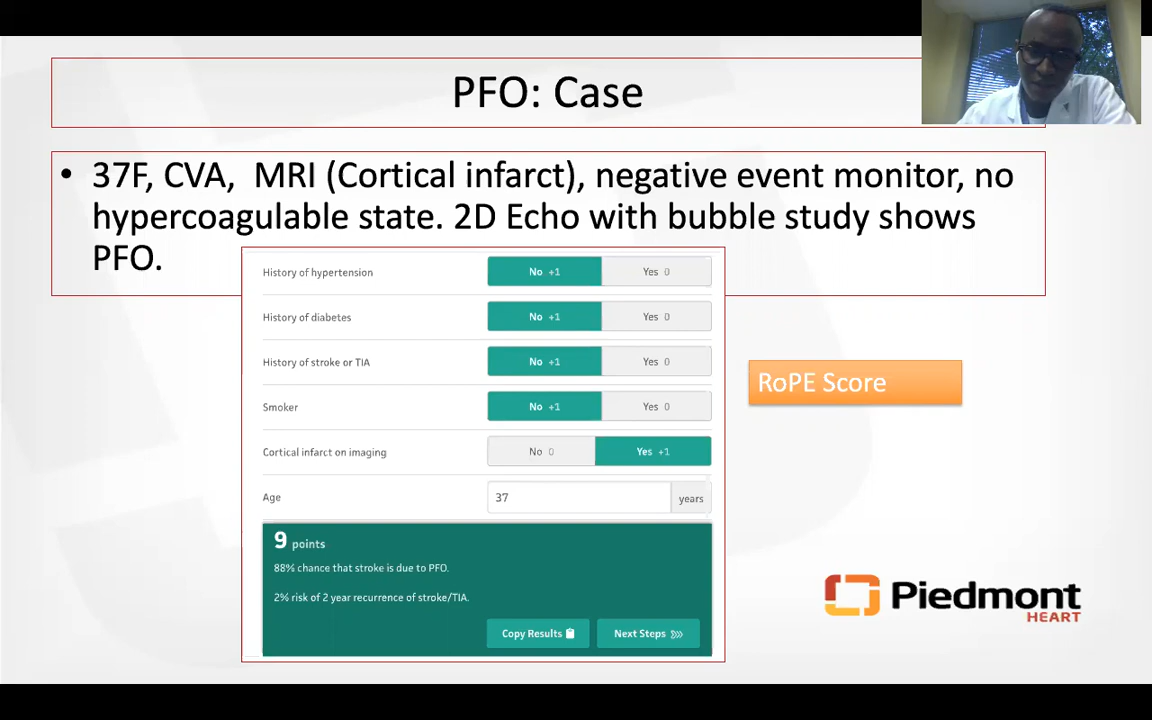 PFO: Case
• 37F, CVA, MRI (Cortical infarct), negative event monitor, no
hypercoagulable state. 2D Echo with bubble study shows
PFO.
History of hypertension No +1 Yes 0
History of diabetes No +1 Yes 0
History of stroke or TIA No +1 Yes 0
Smoker No +1 Yes 0
Cortical infarct on imaging No 0 Yes +1
Age 37 years
9 points
88% chance that stroke is due to PFO.
2% risk of 2 year recurrence of stroke/TIA.
Copy Results Next Steps
RoPE Score
Piedmont
HEART